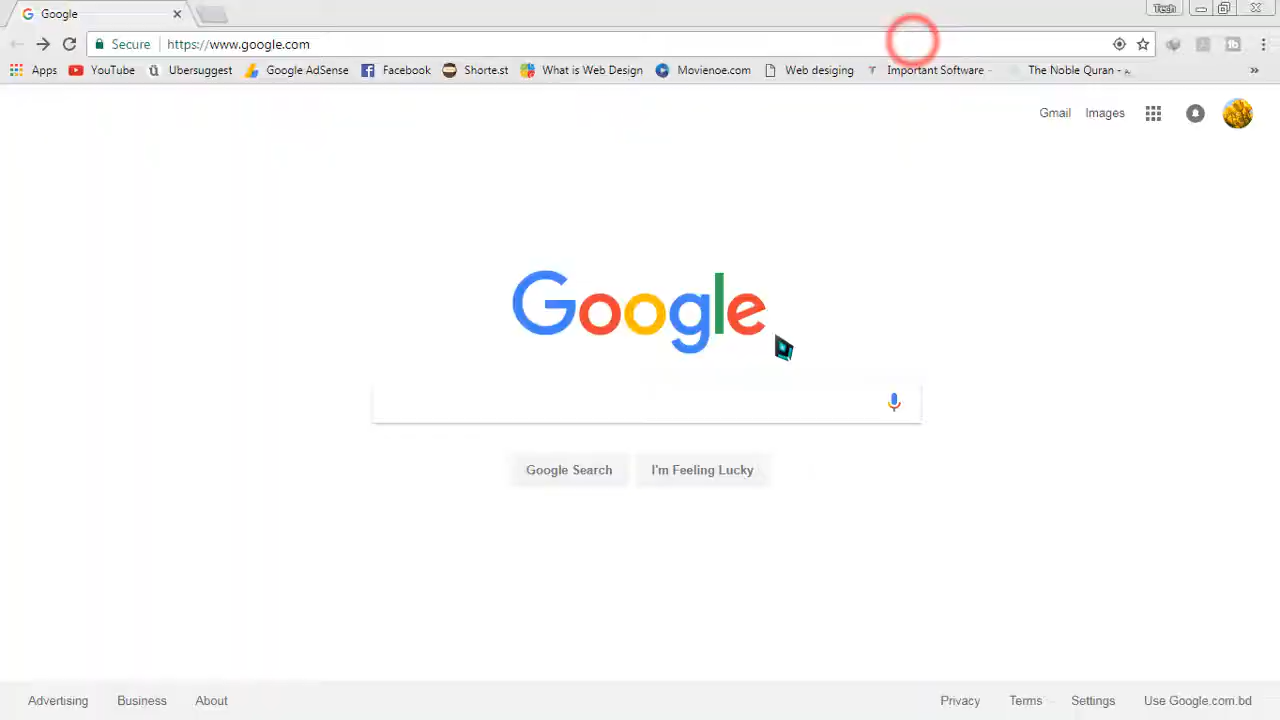 Google
Tech
Secure https://www.google.com
Apps YouTube Ubersuggest Google AdSense Facebook Shorte.st What is Web Design Movienoe.com Web desiging Important Software - The Noble Quran - »
Gmail Images
Google
Google Search I'm Feeling Lucky
Advertising Business About Privacy Terms Settings Use Google.com.bd